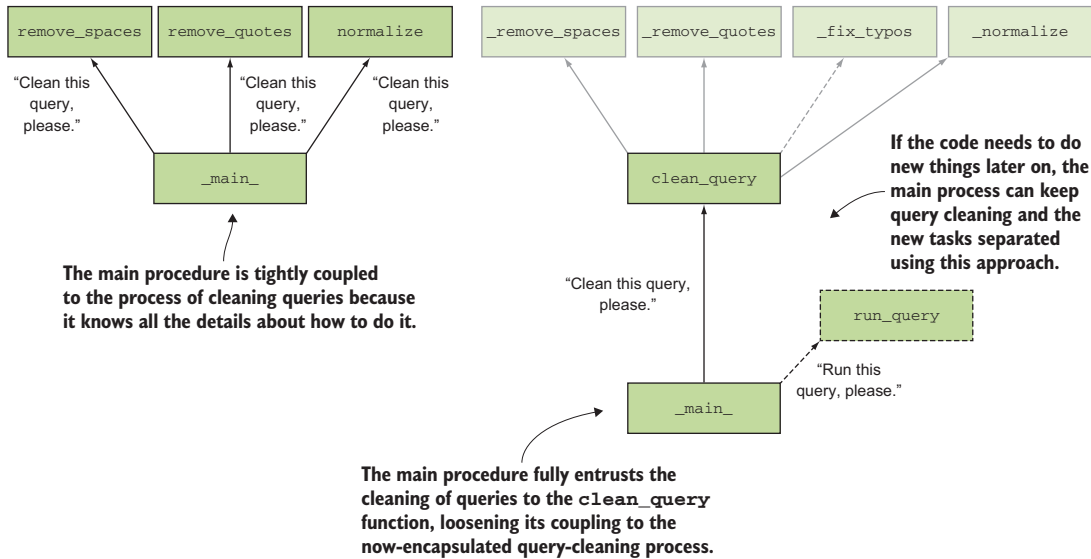 remove_spaces
remove_quotes
normalize
“Clean this
query,
please.”
“Clean this
query,
please.”
“Clean this
query,
please.”
_main_
The main procedure is tightly coupled
to the process of cleaning queries because
it knows all the details about how to do it.
_remove_spaces
_remove_quotes
_fix_typos
_normalize
clean_query
If the code needs to do
new things later on, the
main process can keep
query cleaning and the
new tasks separated
using this approach.
“Clean this query,
please.”
run_query
“Run this
query, please.”
_main_
The main procedure fully entrusts the
cleaning of queries to the clean_query
function, loosening its coupling to the
now-encapsulated query-cleaning process.